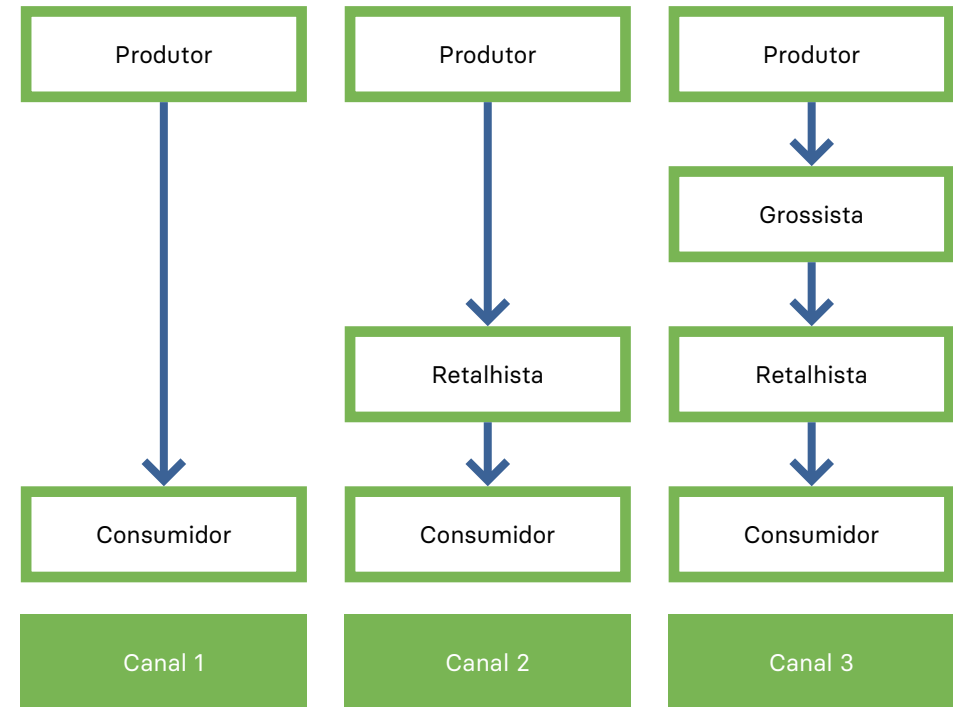 Produtor
Produtor
Produtor
Grossista
Retalhista
Retalhista
Consumidor
Consumidor
Consumidor
Canal 1
Canal 2
Canal 3